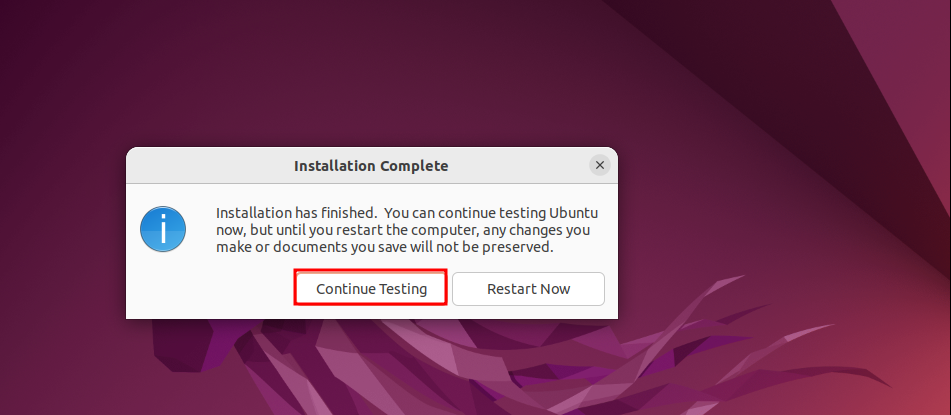 Installation Complete
Installation has finished.  You can continue testing Ubuntu
now, but until you restart the computer, any changes you
make or documents you save will not be preserved.
Continue Testing
Restart Now